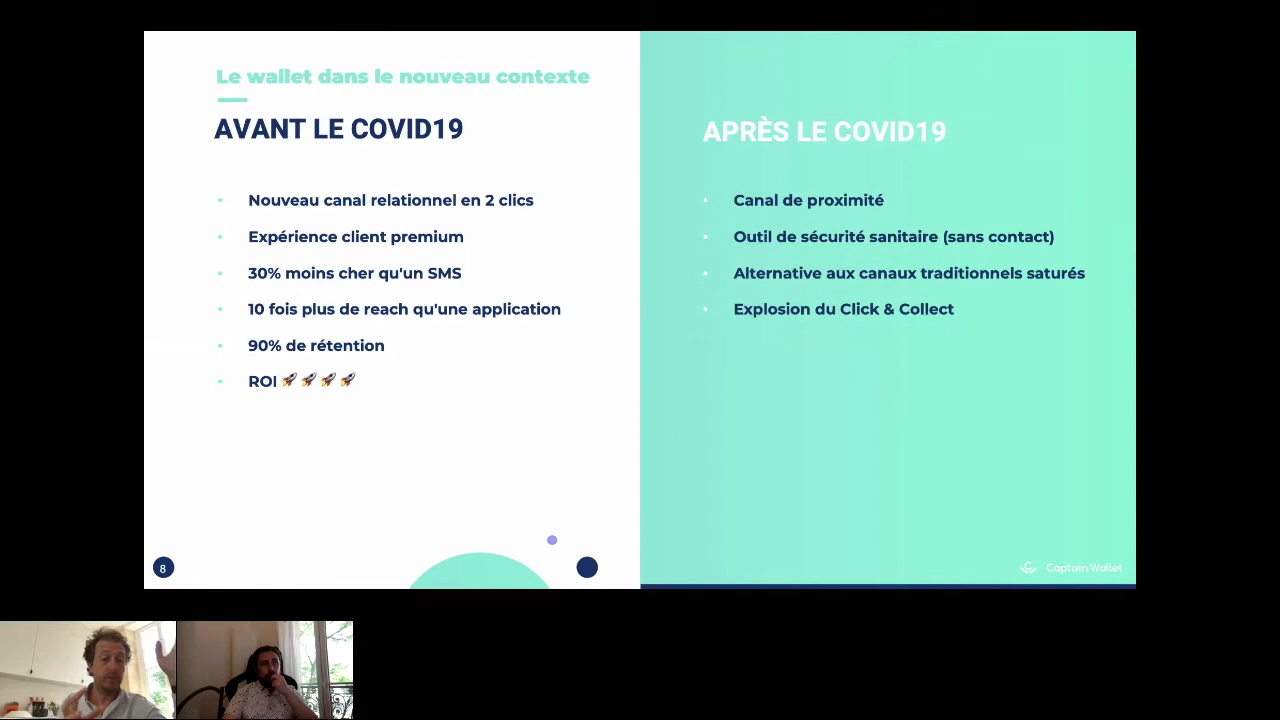 Le wallet dans le nouveau contexte
AVANT LE COVID19
• Nouveau canal relationnel en 2 clics
• Expérience client premium
• 30% moins cher qu'un SMS
• 10 fois plus de reach qu'une application
• 90% de rétention
• ROI 🚀🚀🚀🚀
8
APRÈS LE COVID19
• Canal de proximité
• Outil de sécurité sanitaire (sans contact)
• Alternative aux canaux traditionnels saturés
• Explosion du Click & Collect
Captain Wallet